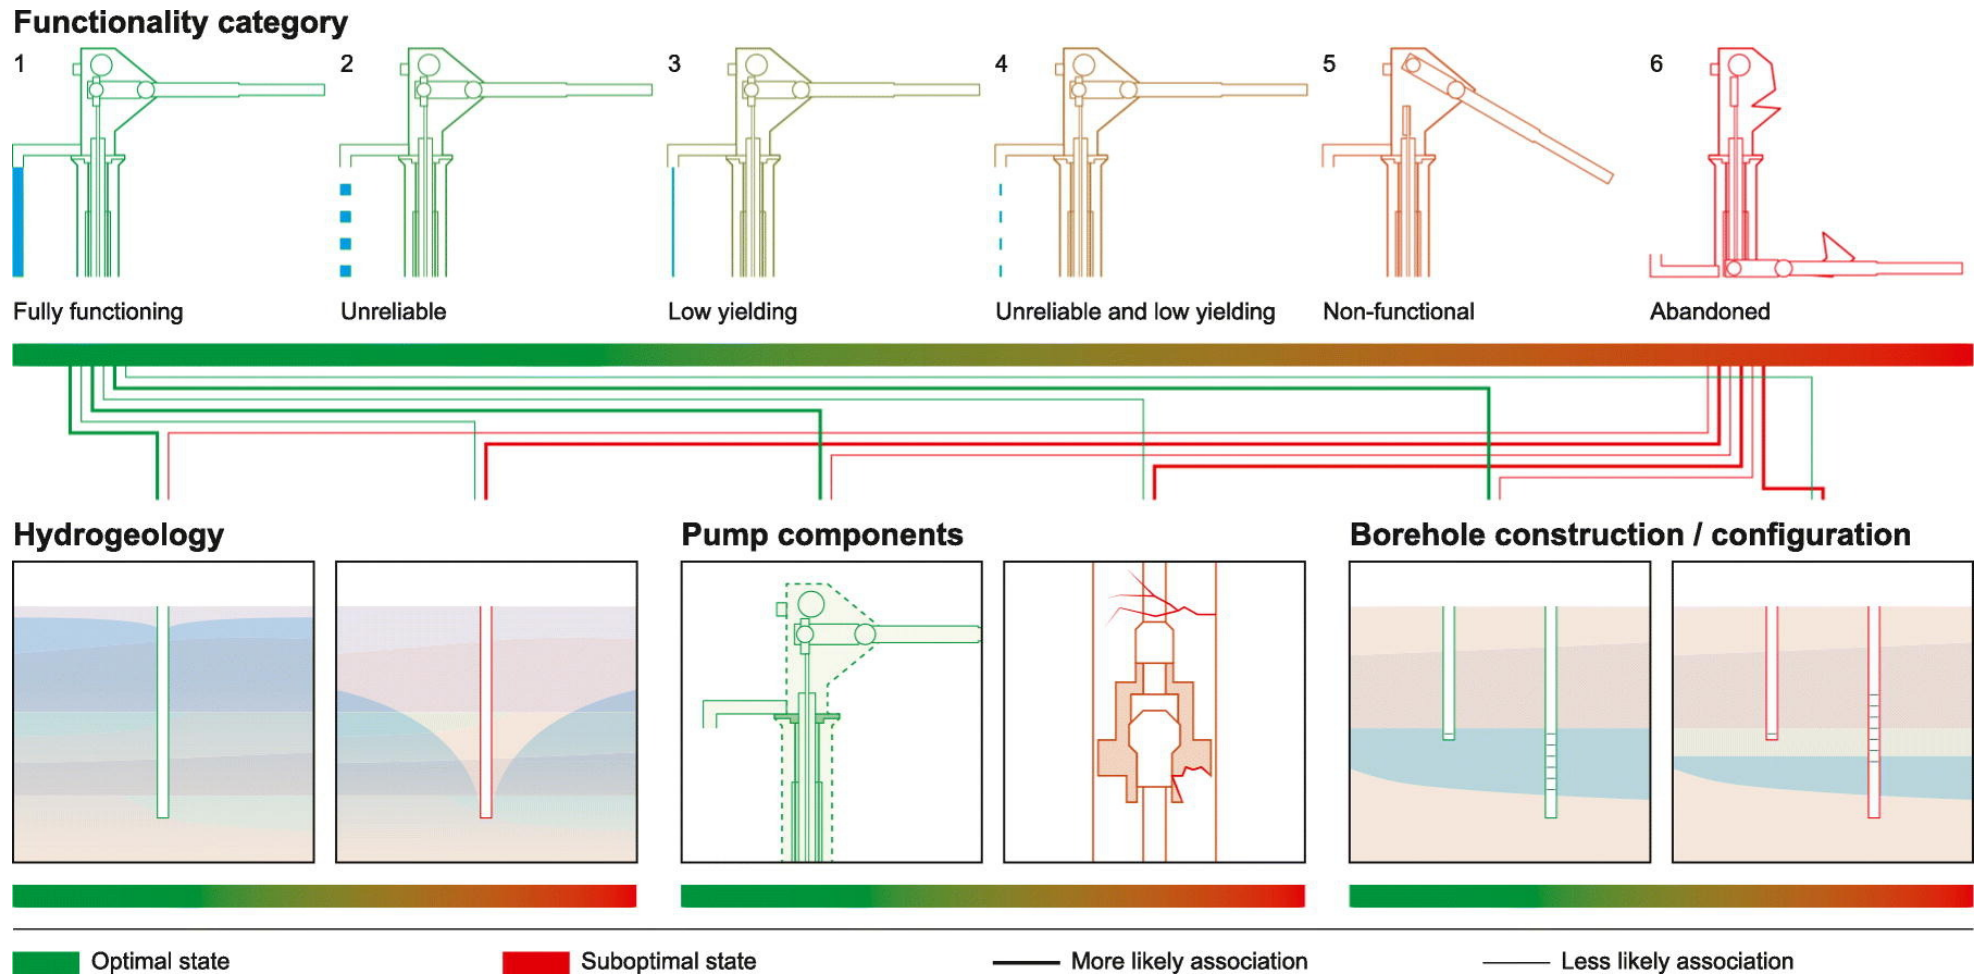 Functionality category
1 2 3 4 5 6
Fully functioning Unreliable Low yielding Unreliable and low yielding Non-functional Abandoned
Hydrogeology Pump components Borehole construction / configuration
Optimal state Suboptimal state More likely association Less likely association